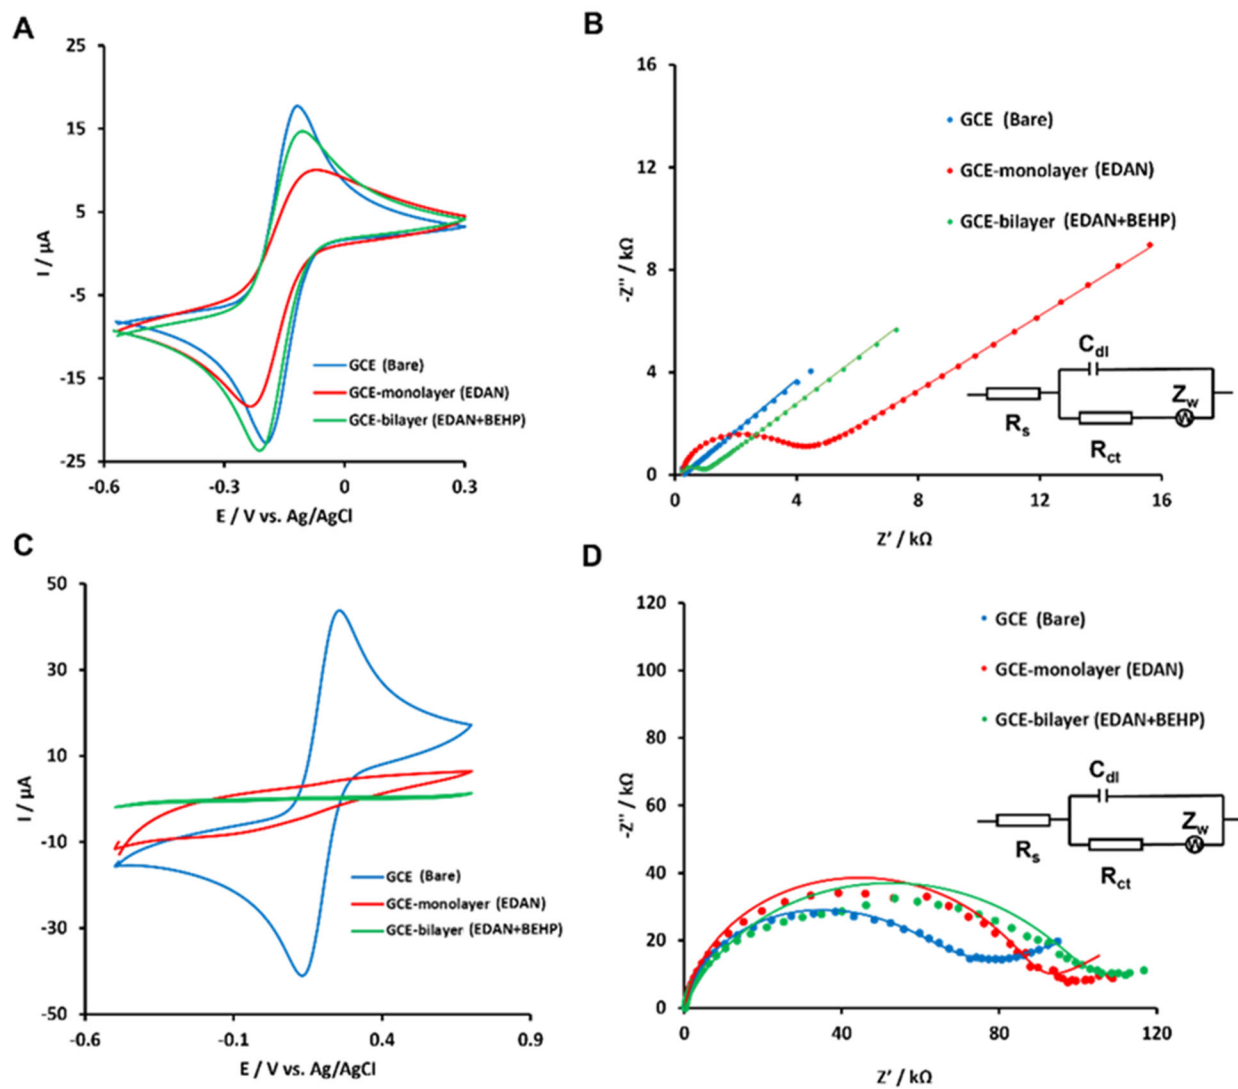 A
25
15
5
-5
-15
-25
I / µA
-0.6
-0.3
0
0.3
E / V vs. Ag/AgCl
GCE (Bare)
GCE-monolayer (EDAN)
GCE-bilayer (EDAN+BEHP)
B
16
12
8
4
0
-Z'' / kΩ
0
4
8
12
16
Z' / kΩ
GCE (Bare)
GCE-monolayer (EDAN)
GCE-bilayer (EDAN+BEHP)
Cdl
Rs
Zw
W
Rct
C
50
30
10
-10
-30
-50
I / µA
-0.6
-0.1
0.4
0.9
E / V vs. Ag/AgCl
GCE (Bare)
GCE-monolayer (EDAN)
GCE-bilayer (EDAN+BEHP)
D
120
100
80
60
40
20
0
-Z'' / kΩ
0
40
80
120
Z' / kΩ
GCE (Bare)
GCE-monolayer (EDAN)
GCE-bilayer (EDAN+BEHP)
Cdl
Rs
Zw
W
Rct